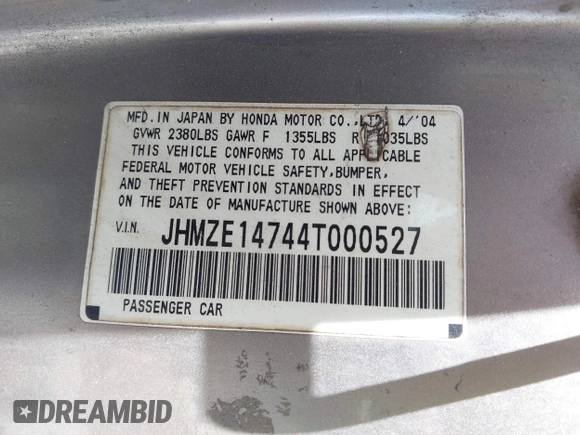 MFD. IN JAPAN BY HONDA MOTOR CO.,LTD. 4/'04
GVWR 2380LBS GAWR F 1355LBS R 035LBS
THIS VEHICLE CONFORMS TO ALL APPLICABLE
FEDERAL MOTOR VEHICLE SAFETY,BUMPER,
AND THEFT PREVENTION STANDARDS IN EFFECT
ON THE DATE OF MANUFACTURE SHOWN ABOVE:
V.I.N. JHMZE14744T000527
PASSENGER CAR
DREAMBID